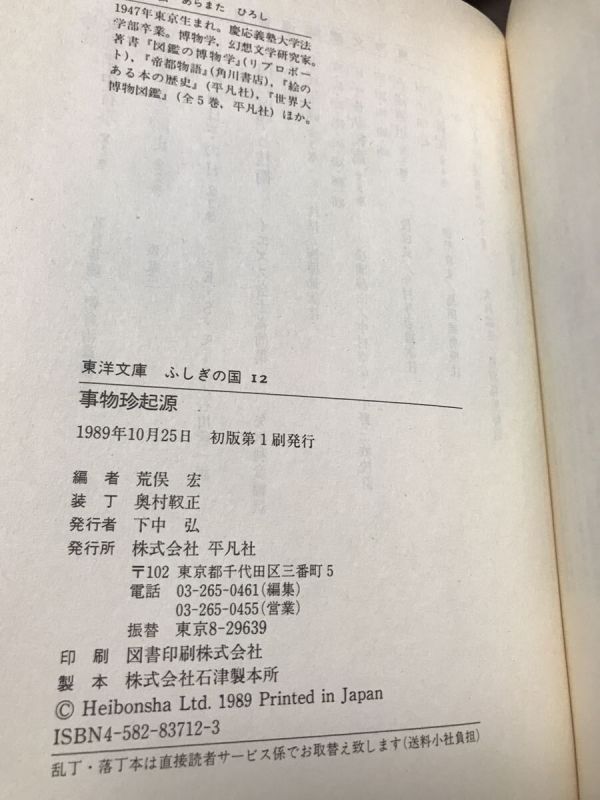 あらまた ひろし
1947年東京生まれ。慶応義塾大学法
学部卒業。博物学，幻想文学研究家。
著書『図鑑の博物学』(リブロポー
ト)，『帝都物語』(角川書店)，『絵の
ある本の歴史』(平凡社)，『世界大
博物図鑑』(全5巻，平凡社)ほか。
東洋文庫 ふしぎの国 12
事物珍起源
1989年10月25日 初版第1刷発行
編 者 荒俣 宏
装 丁 奥村靫正
発行者 下中 弘
発行所 株式会社 平凡社
〒102 東京都千代田区三番町5
電話 03-265-0461(編集)
03-265-0455(営業)
振替 東京8-29639
印 刷 図書印刷株式会社
製 本 株式会社石津製本所
© Heibonsha Ltd. 1989 Printed in Japan
ISBN4-582-83712-3
乱丁・落丁本は直接読者サービス係でお取替え致します(送料小社負担)